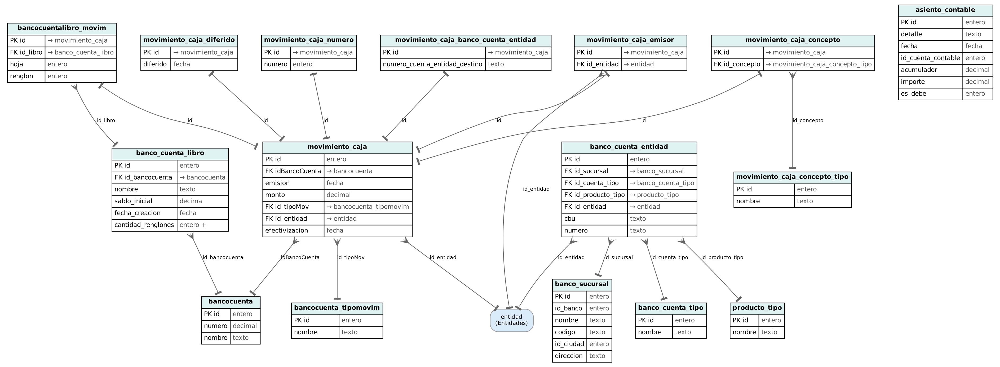 asiento_contable
PK id entero
detalle texto
fecha fecha
id_cuenta_contable entero
acumulador decimal
importe decimal
es_debe entero
bancocuentalibro_movim
PK id → movimiento_caja
FK id_libro → banco_cuenta_libro
hoja entero
renglon entero
movimiento_caja_diferido
PK id → movimiento_caja
diferido fecha
movimiento_caja_numero
PK id → movimiento_caja
numero entero
movimiento_caja_banco_cuenta_entidad
PK id → movimiento_caja
numero_cuenta_entidad_destino texto
movimiento_caja_emisor
PK id → movimiento_caja
FK id_entidad → entidad
movimiento_caja_concepto
PK id → movimiento_caja
FK id_concepto → movimiento_caja_concepto_tipo
id_libro
id
id
id
id
id
id
id_concepto
banco_cuenta_libro
PK id entero
FK id_bancocuenta → bancocuenta
nombre texto
saldo_inicial decimal
fecha_creacion fecha
cantidad_renglones entero +
movimiento_caja
PK id entero
FK idBancoCuenta → bancocuenta
emision fecha
monto decimal
FK id_tipoMov → bancocuenta_tipomovim
FK id_entidad → entidad
efectivizacion fecha
id_entidad
banco_cuenta_entidad
PK id entero
FK id_sucursal → banco_sucursal
FK id_cuenta_tipo → banco_cuenta_tipo
FK id_producto_tipo → producto_tipo
FK id_entidad → entidad
cbu texto
numero texto
movimiento_caja_concepto_tipo
PK id entero
nombre texto
id_bancocuenta
idBancoCuenta
id_tipoMov
id_entidad
id_entidad
id_sucursal
id_cuenta_tipo
id_producto_tipo
bancocuenta
PK id entero
numero decimal
nombre texto
bancocuenta_tipomovim
PK id entero
nombre texto
entidad
(Entidades)
banco_sucursal
PK id entero
id_banco entero
nombre texto
codigo texto
id_ciudad entero
direccion texto
banco_cuenta_tipo
PK id entero
nombre texto
producto_tipo
PK id entero
nombre texto